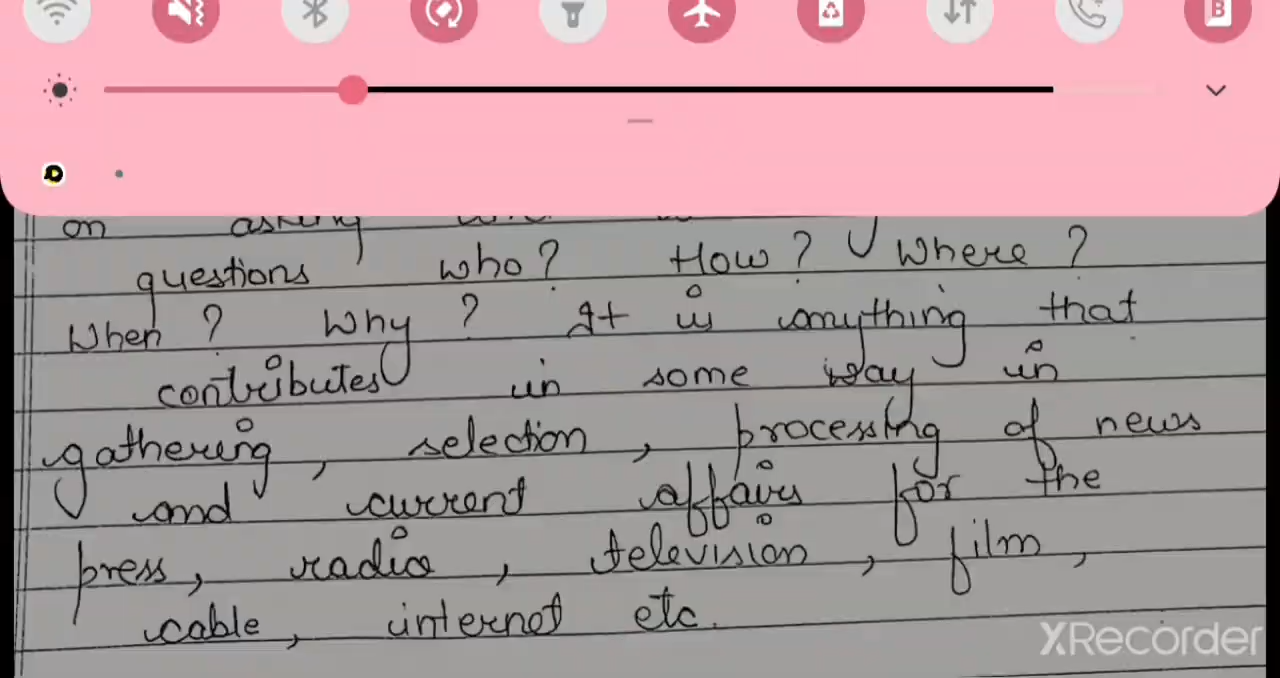 on asking
questions who? How? Where?
When? Why? It is anything that
contributes in some way in
gathering, selection, processing of news
and current affairs for the
press, radio, television, film,
cable, internet etc.
XRecorder